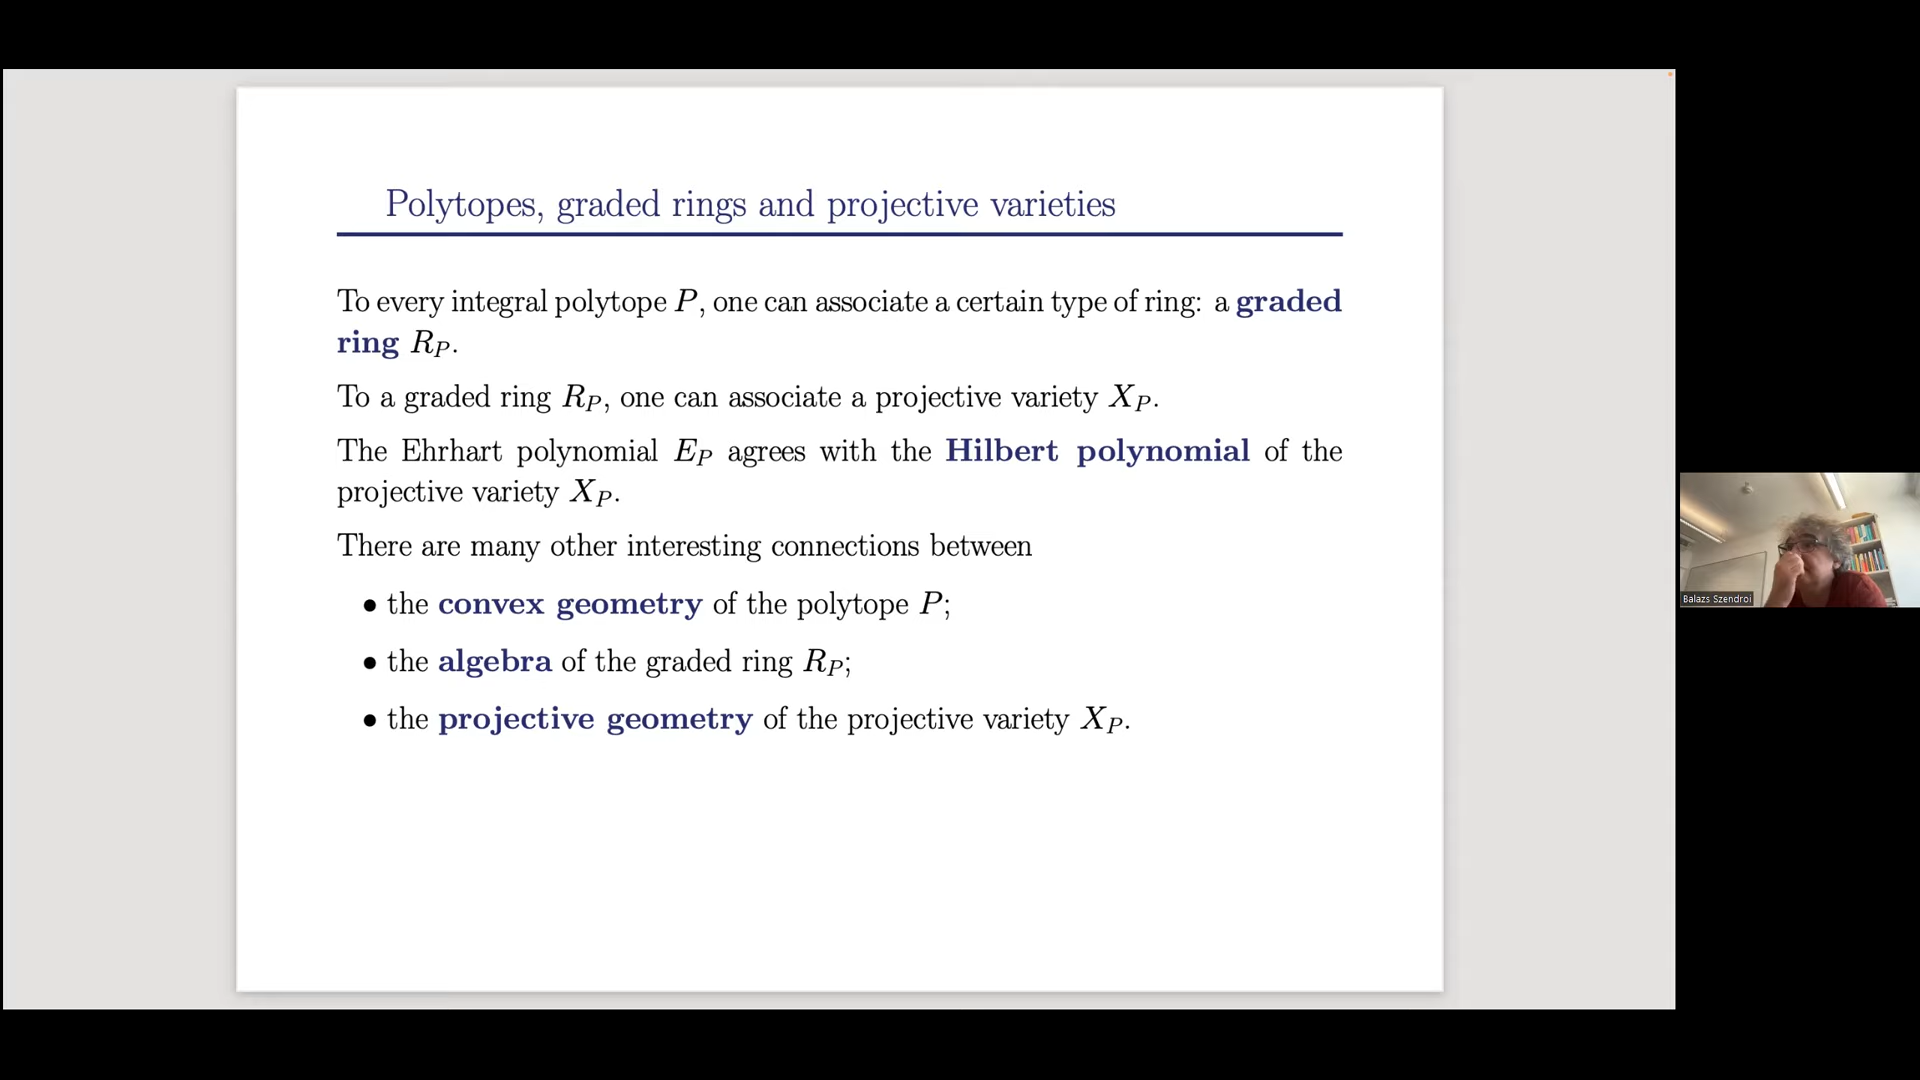 Polytopes, graded rings and projective varieties
To every integral polytope P, one can associate a certain type of ring: a graded
ring R_P.
To a graded ring R_P, one can associate a projective variety X_P.
The Ehrhart polynomial E_P agrees with the Hilbert polynomial of the
projective variety X_P.
There are many other interesting connections between
• the convex geometry of the polytope P;
• the algebra of the graded ring R_P;
• the projective geometry of the projective variety X_P.
Balazs Szendroi